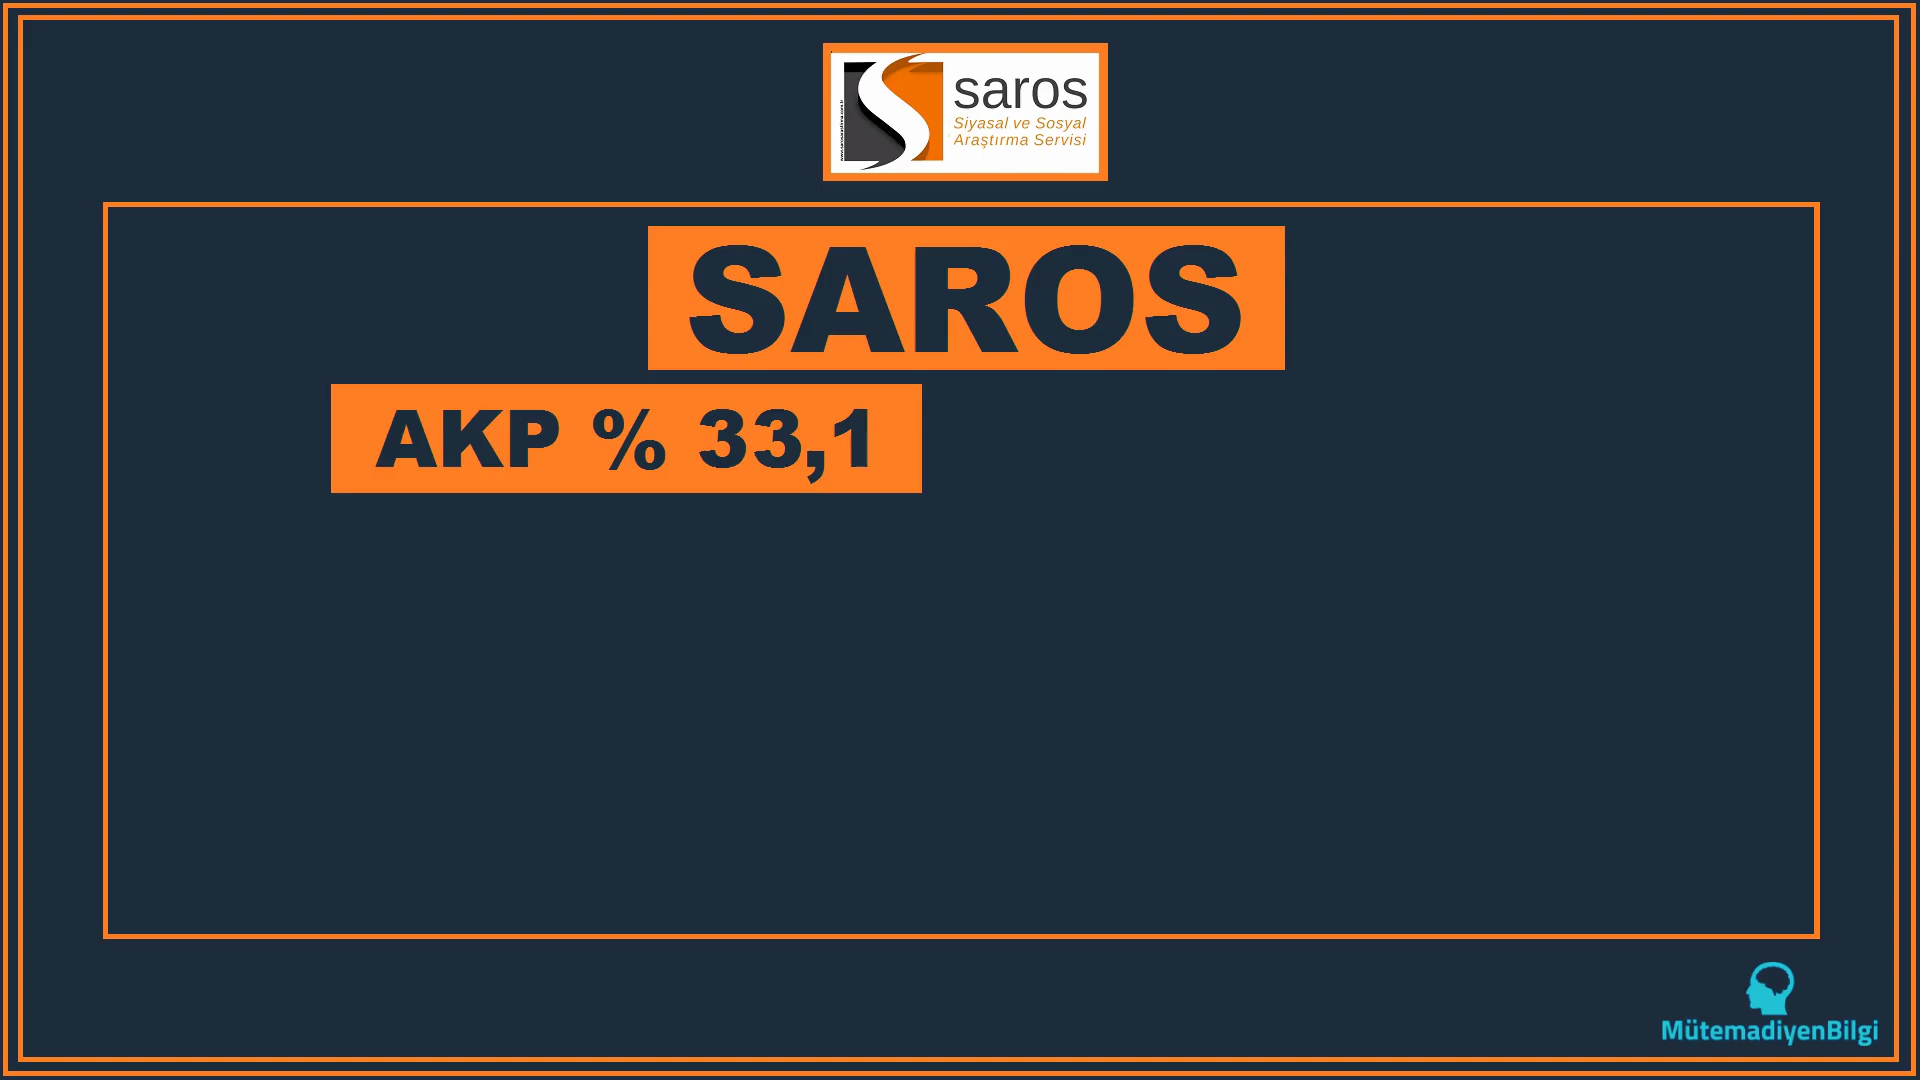 saros
Siyasal ve Sosyal
Araştırma Servisi
SAROS
AKP % 33,1
MütemadiyenBilgi